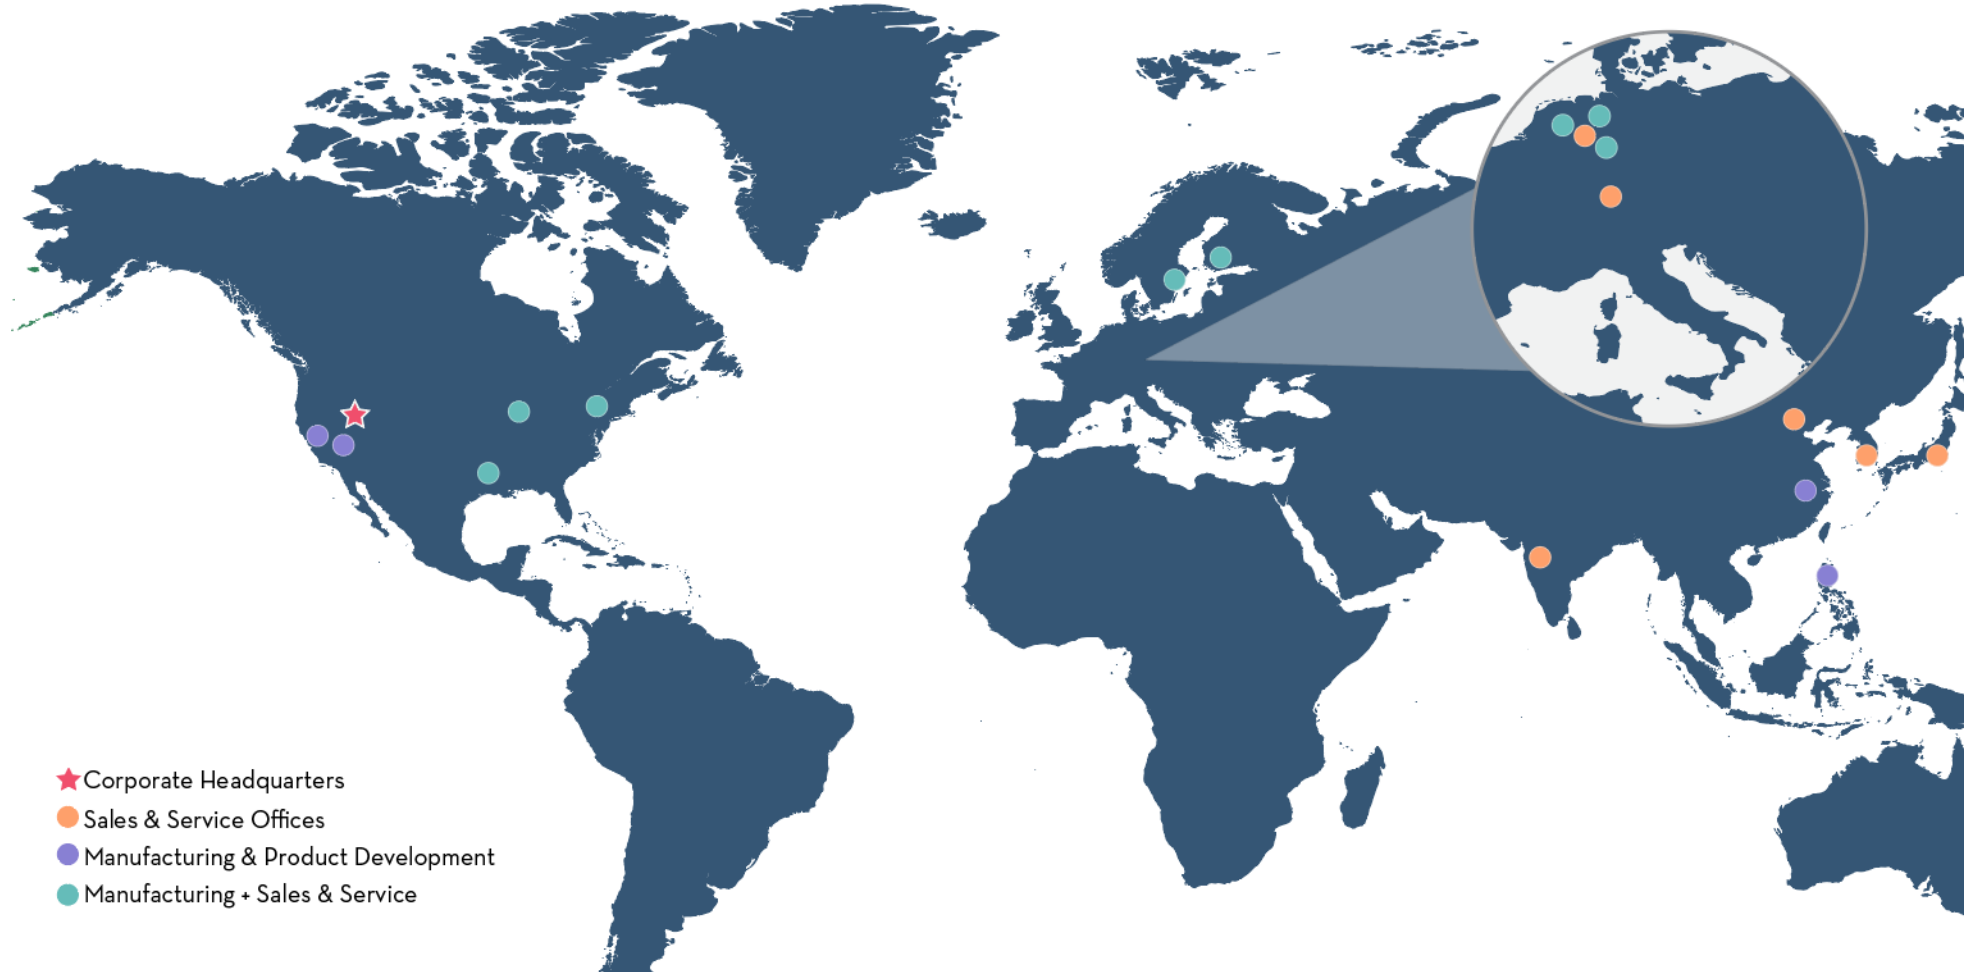 Corporate Headquarters
Sales & Service Offices
Manufacturing & Product Development
Manufacturing + Sales & Service